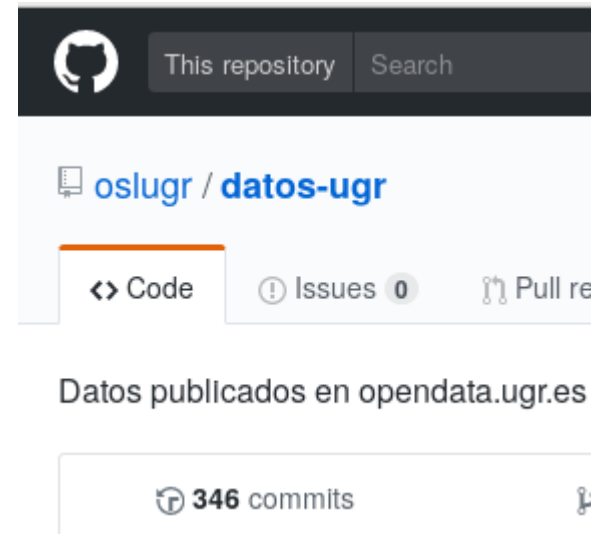 This repository Search
oslugr / datos-ugr
Code Issues 0 Pull re
Datos publicados en opendata.ugr.es
346 commits